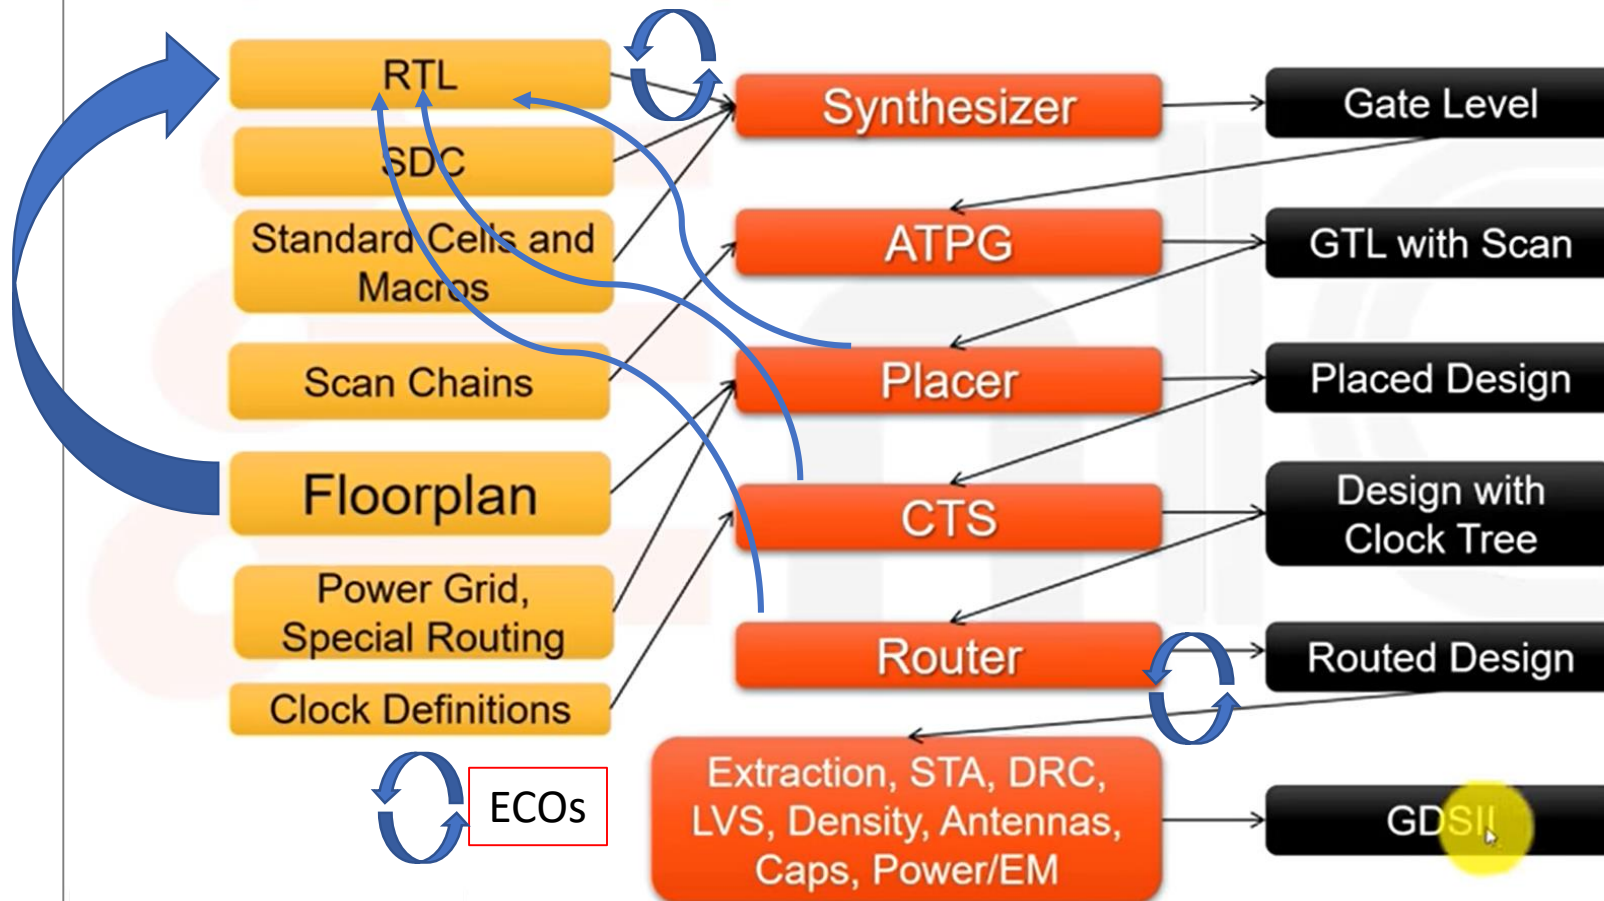 RTL
SDC
Standard Cells and
Macros
Scan Chains
Floorplan
Power Grid,
Special Routing
Clock Definitions
ECOs
Synthesizer
ATPG
Placer
CTS
Router
Extraction, STA, DRC,
LVS, Density, Antennas,
Caps, Power/EM
Gate Level
GTL with Scan
Placed Design
Design with
Clock Tree
Routed Design
GDSII